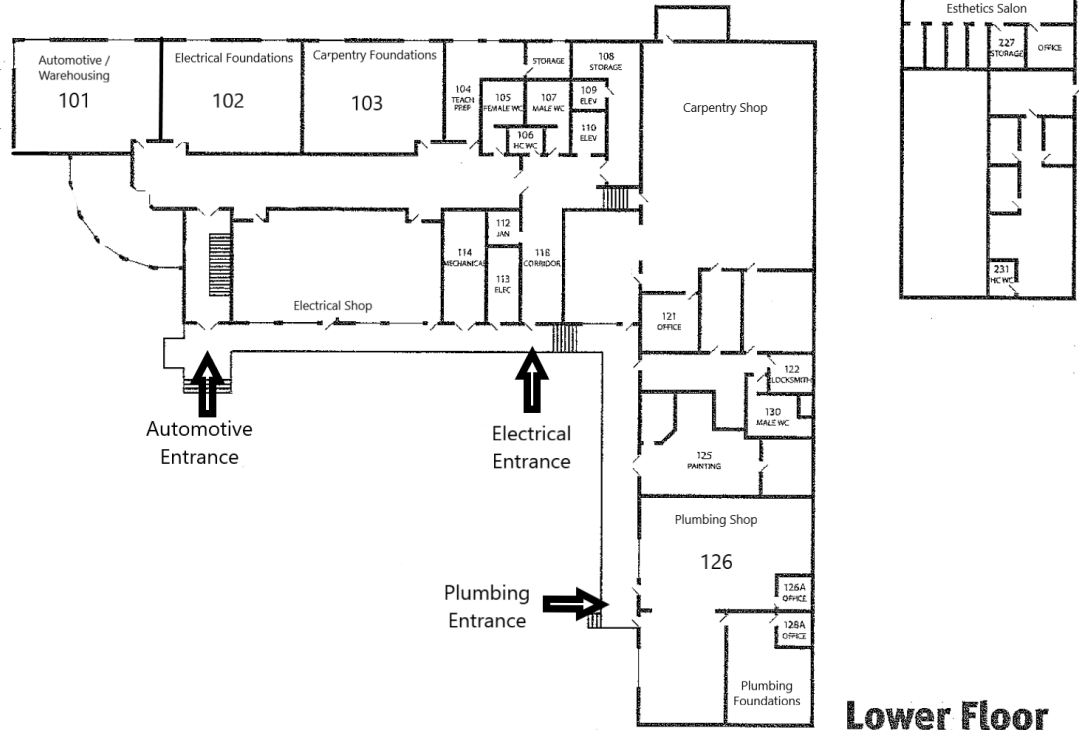 Esthetics Salon
227
STORAGE
OFFICE
231
HC WC
Automotive /
Warehousing
101
Electrical Foundations
102
Carpentry Foundations
103
104
TEACH
PREP
105
FEMALE WC
106
HC WC
107
MALE WC
STORAGE
108
STORAGE
109
ELEV
110
ELEV
Carpentry Shop
112
JAN
113
ELEC
114
MECHANICAL
118
CORRIDOR
Electrical Shop
121
OFFICE
122
LOCKSMITH
130
MALE WC
125
PAINTING
Automotive
Entrance
Electrical
Entrance
Plumbing Shop
126
126A
OFFICE
128A
OFFICE
Plumbing
Entrance
Plumbing
Foundations
Lower Floor